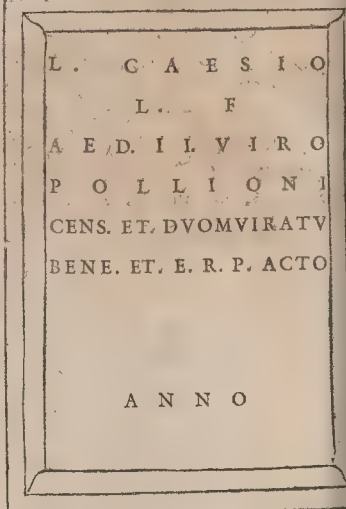 L. CAESIO
L. F
AED. II. VIRO
POLLIONI
CENS. ET. DVOMVIRATV
BENE. ET. E. R. P. ACTO
ANNO